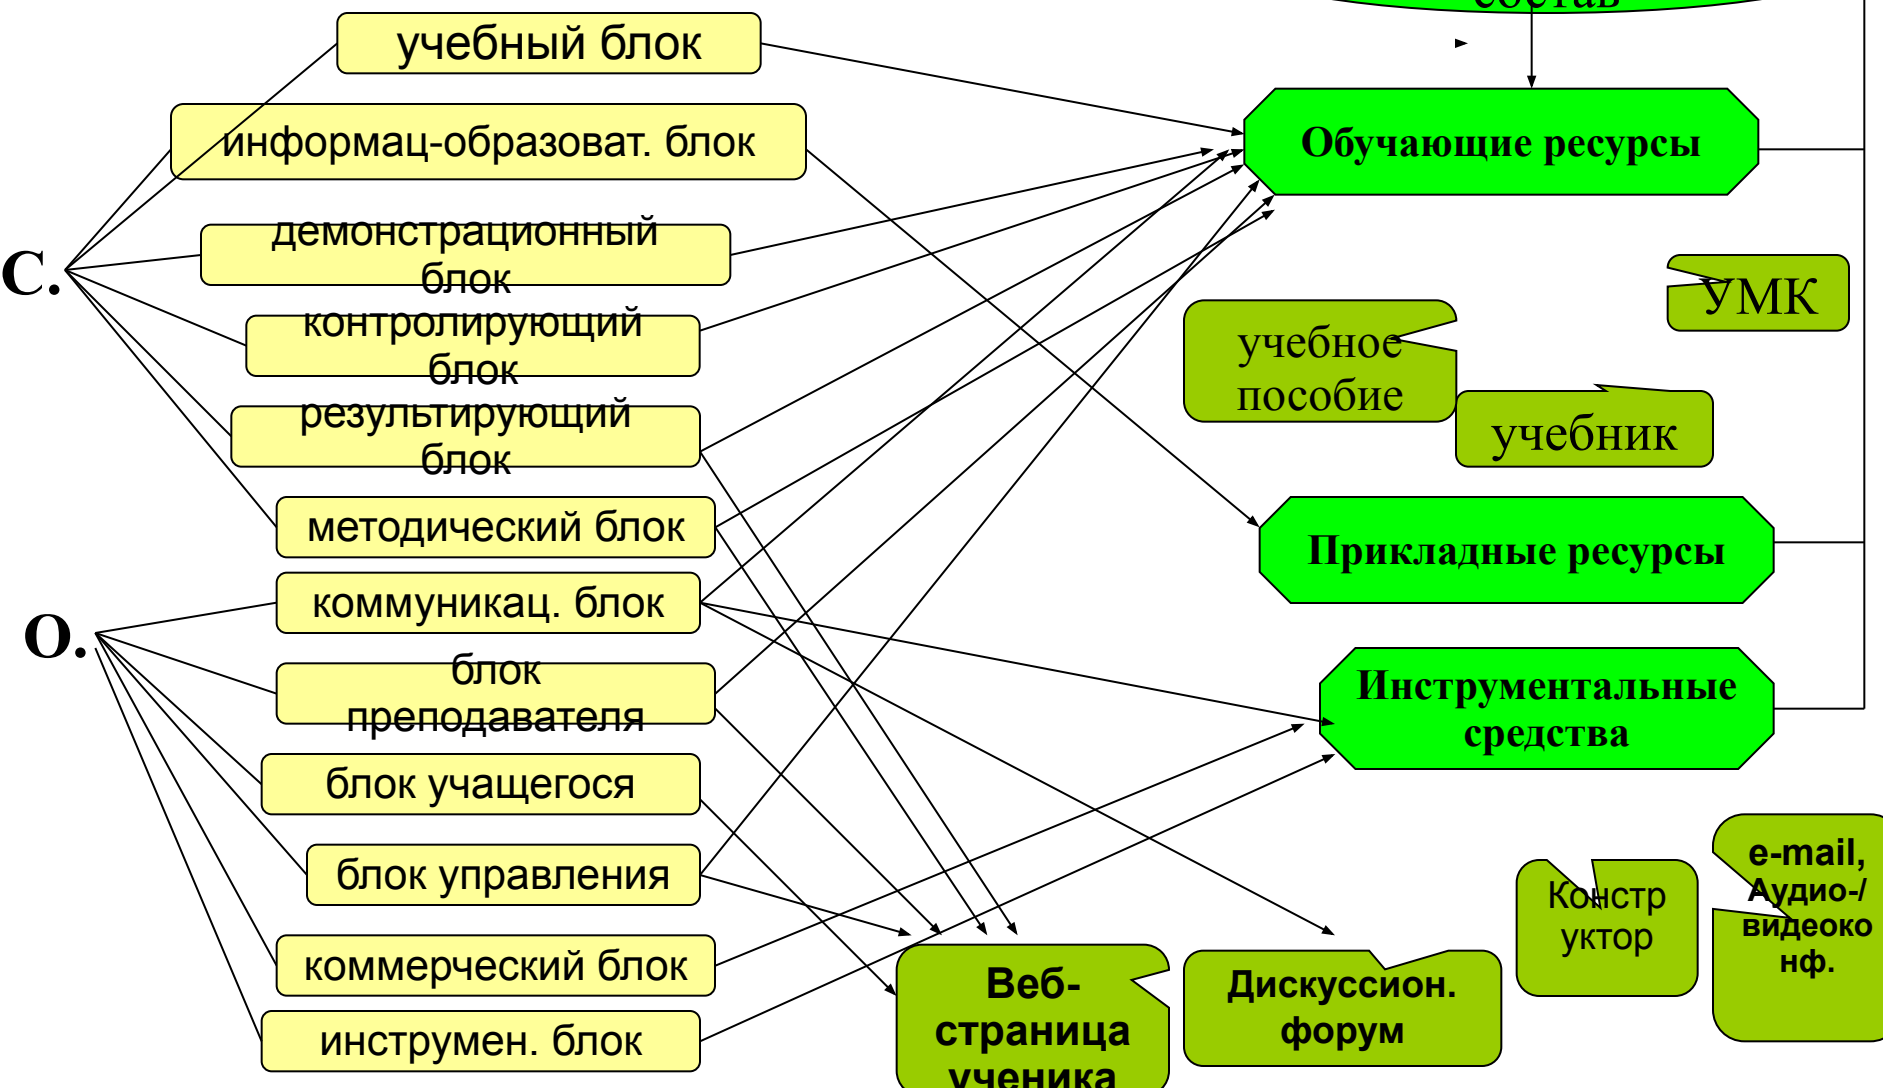 состав
учебный блок
информац-образоват. блок
демонстрационный
блок
контролирующий
блок
результирующий
блок
методический блок
коммуникац. блок
блок
преподавателя
блок учащегося
блок управления
коммерческий блок
инструмен. блок
С.
О.
Обучающие ресурсы
УМК
учебное
пособие
учебник
Прикладные ресурсы
Инструментальные
средства
Веб-
страница
ученика
Дискуссион.
форум
Констр
уктор
e-mail,
Аудио-/
видеоко
нф.